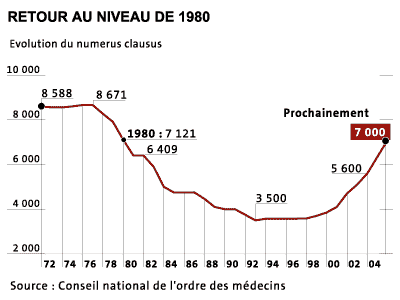 RETOUR AU NIVEAU DE 1980
Evolution du numerus clausus
10 000
8 588
8 671
8 000
1980 : 7 121
6 409
Prochainement
7 000
6 000
5 600
4 000
3 500
2 000
72 74 76 78 80 82 84 86 88 90 92 94 96 98 00 02 04
Source : Conseil national de l'ordre des médecins